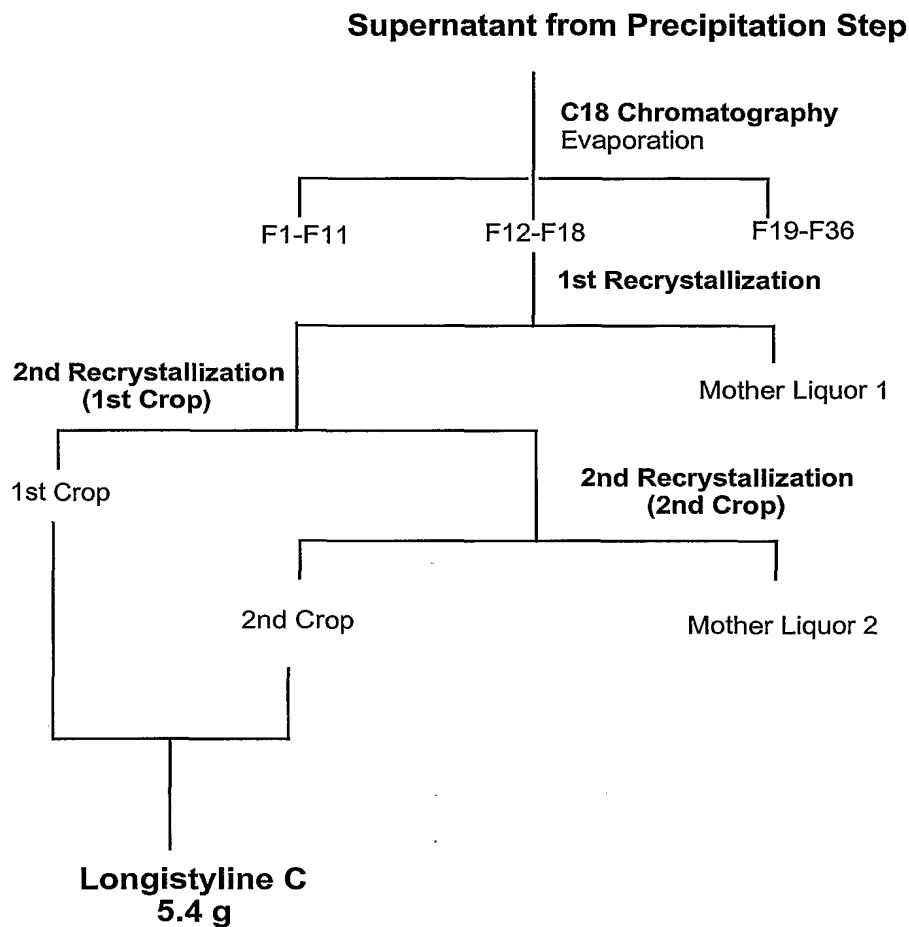 Supernatant from Precipitation Step
C18 Chromatography
Evaporation
F1-F11
F12-F18
F19-F36
1st Recrystallization
2nd Recrystallization
(1st Crop)
Mother Liquor 1
1st Crop
2nd Recrystallization
(2nd Crop)
2nd Crop
Mother Liquor 2
Longistyline C
5.4 g